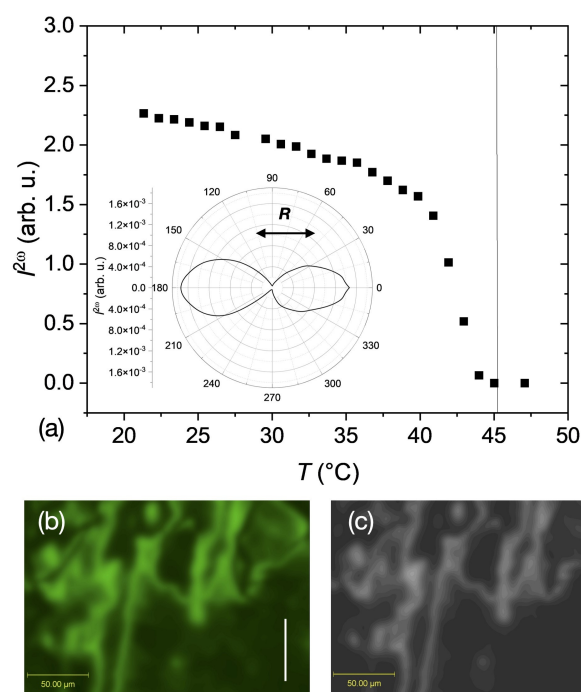 3.0
2.5
2.0
1.5
1.0
0.5
0.0
I²ω (arb. u.)
90
120
60
150
30
180
0
210
330
240
300
270
1.6×10⁻³
1.2×10⁻³
8.0×10⁻⁴
4.0×10⁻⁴
0.0
4.0×10⁻⁴
8.0×10⁻⁴
1.2×10⁻³
1.6×10⁻³
I²ω (arb. u.)
R
(a)
20 25 30 35 40 45 50
T (°C)
(b)
50.00 µm
(c)
50.00 µm